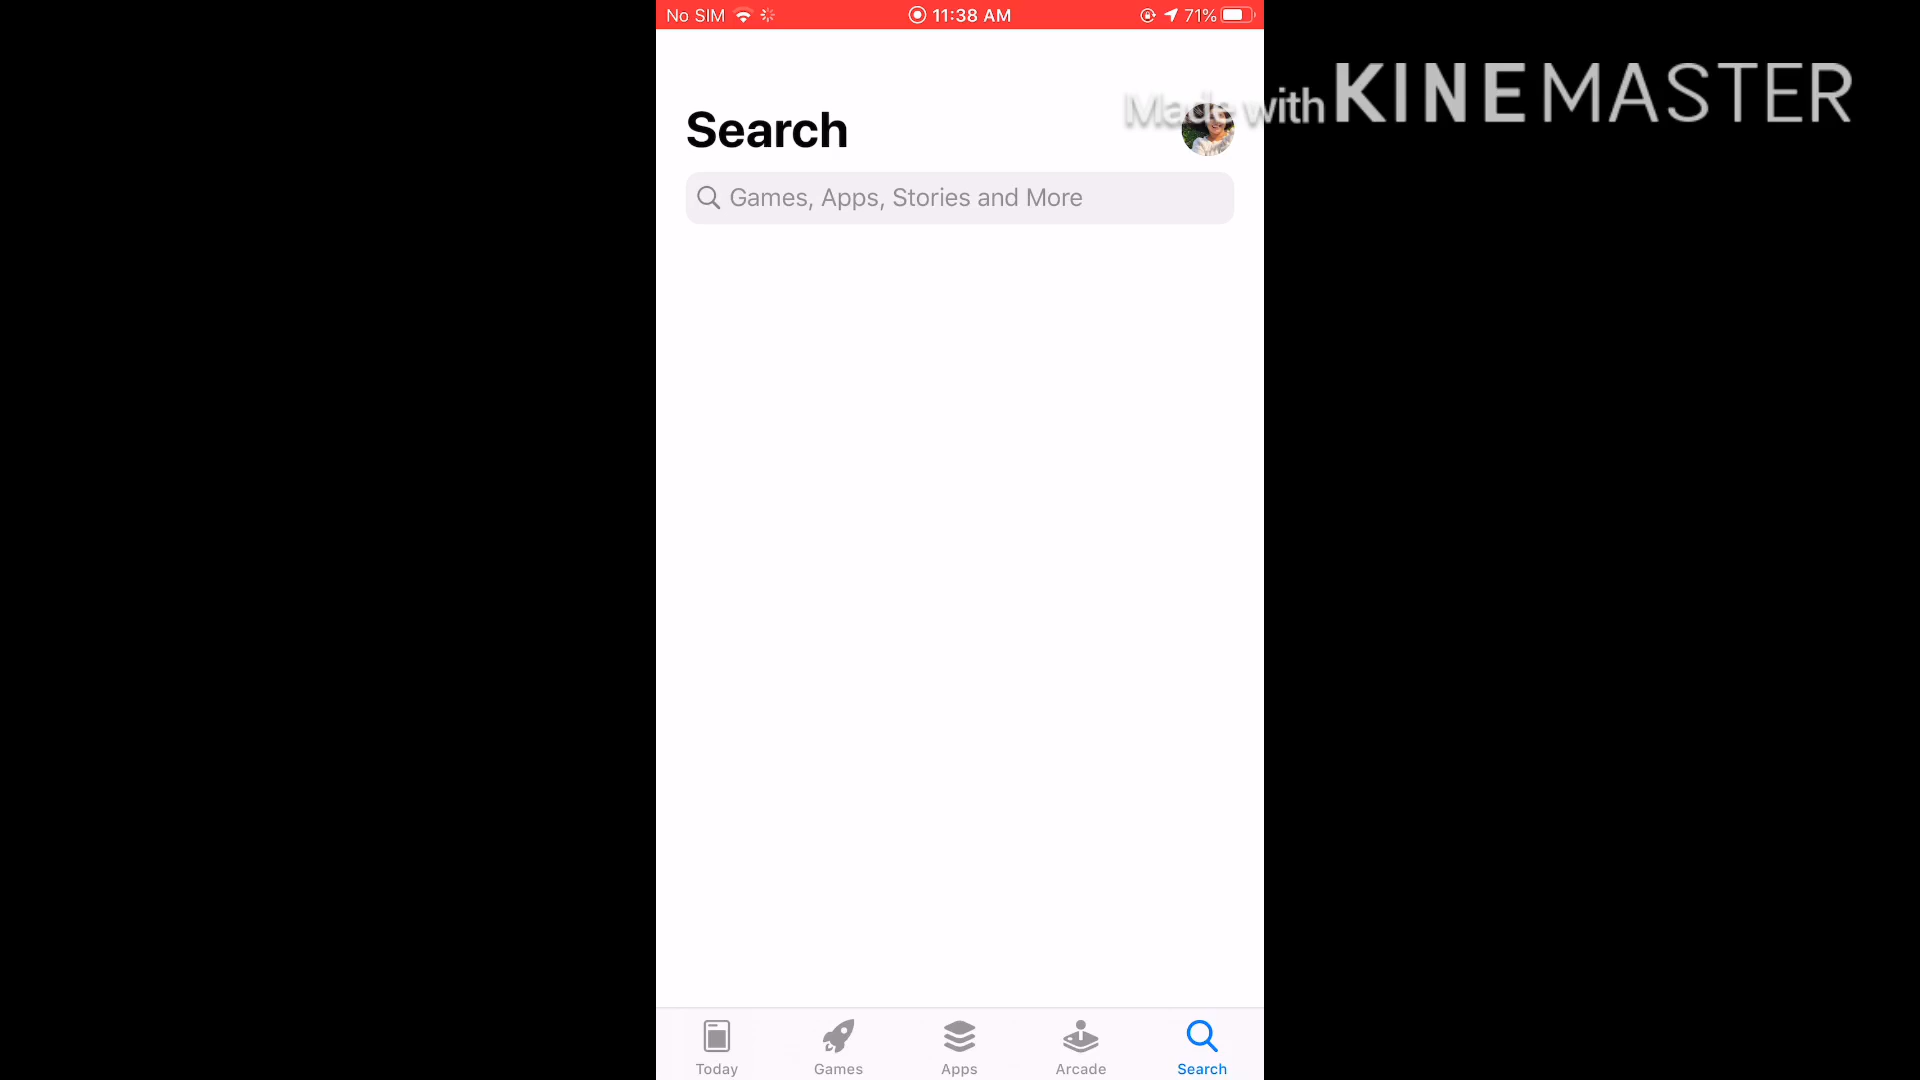 No SIM 11:38 AM 71%
Made with KINEMASTER
Search
Games, Apps, Stories and More
Today Games Apps Arcade Search